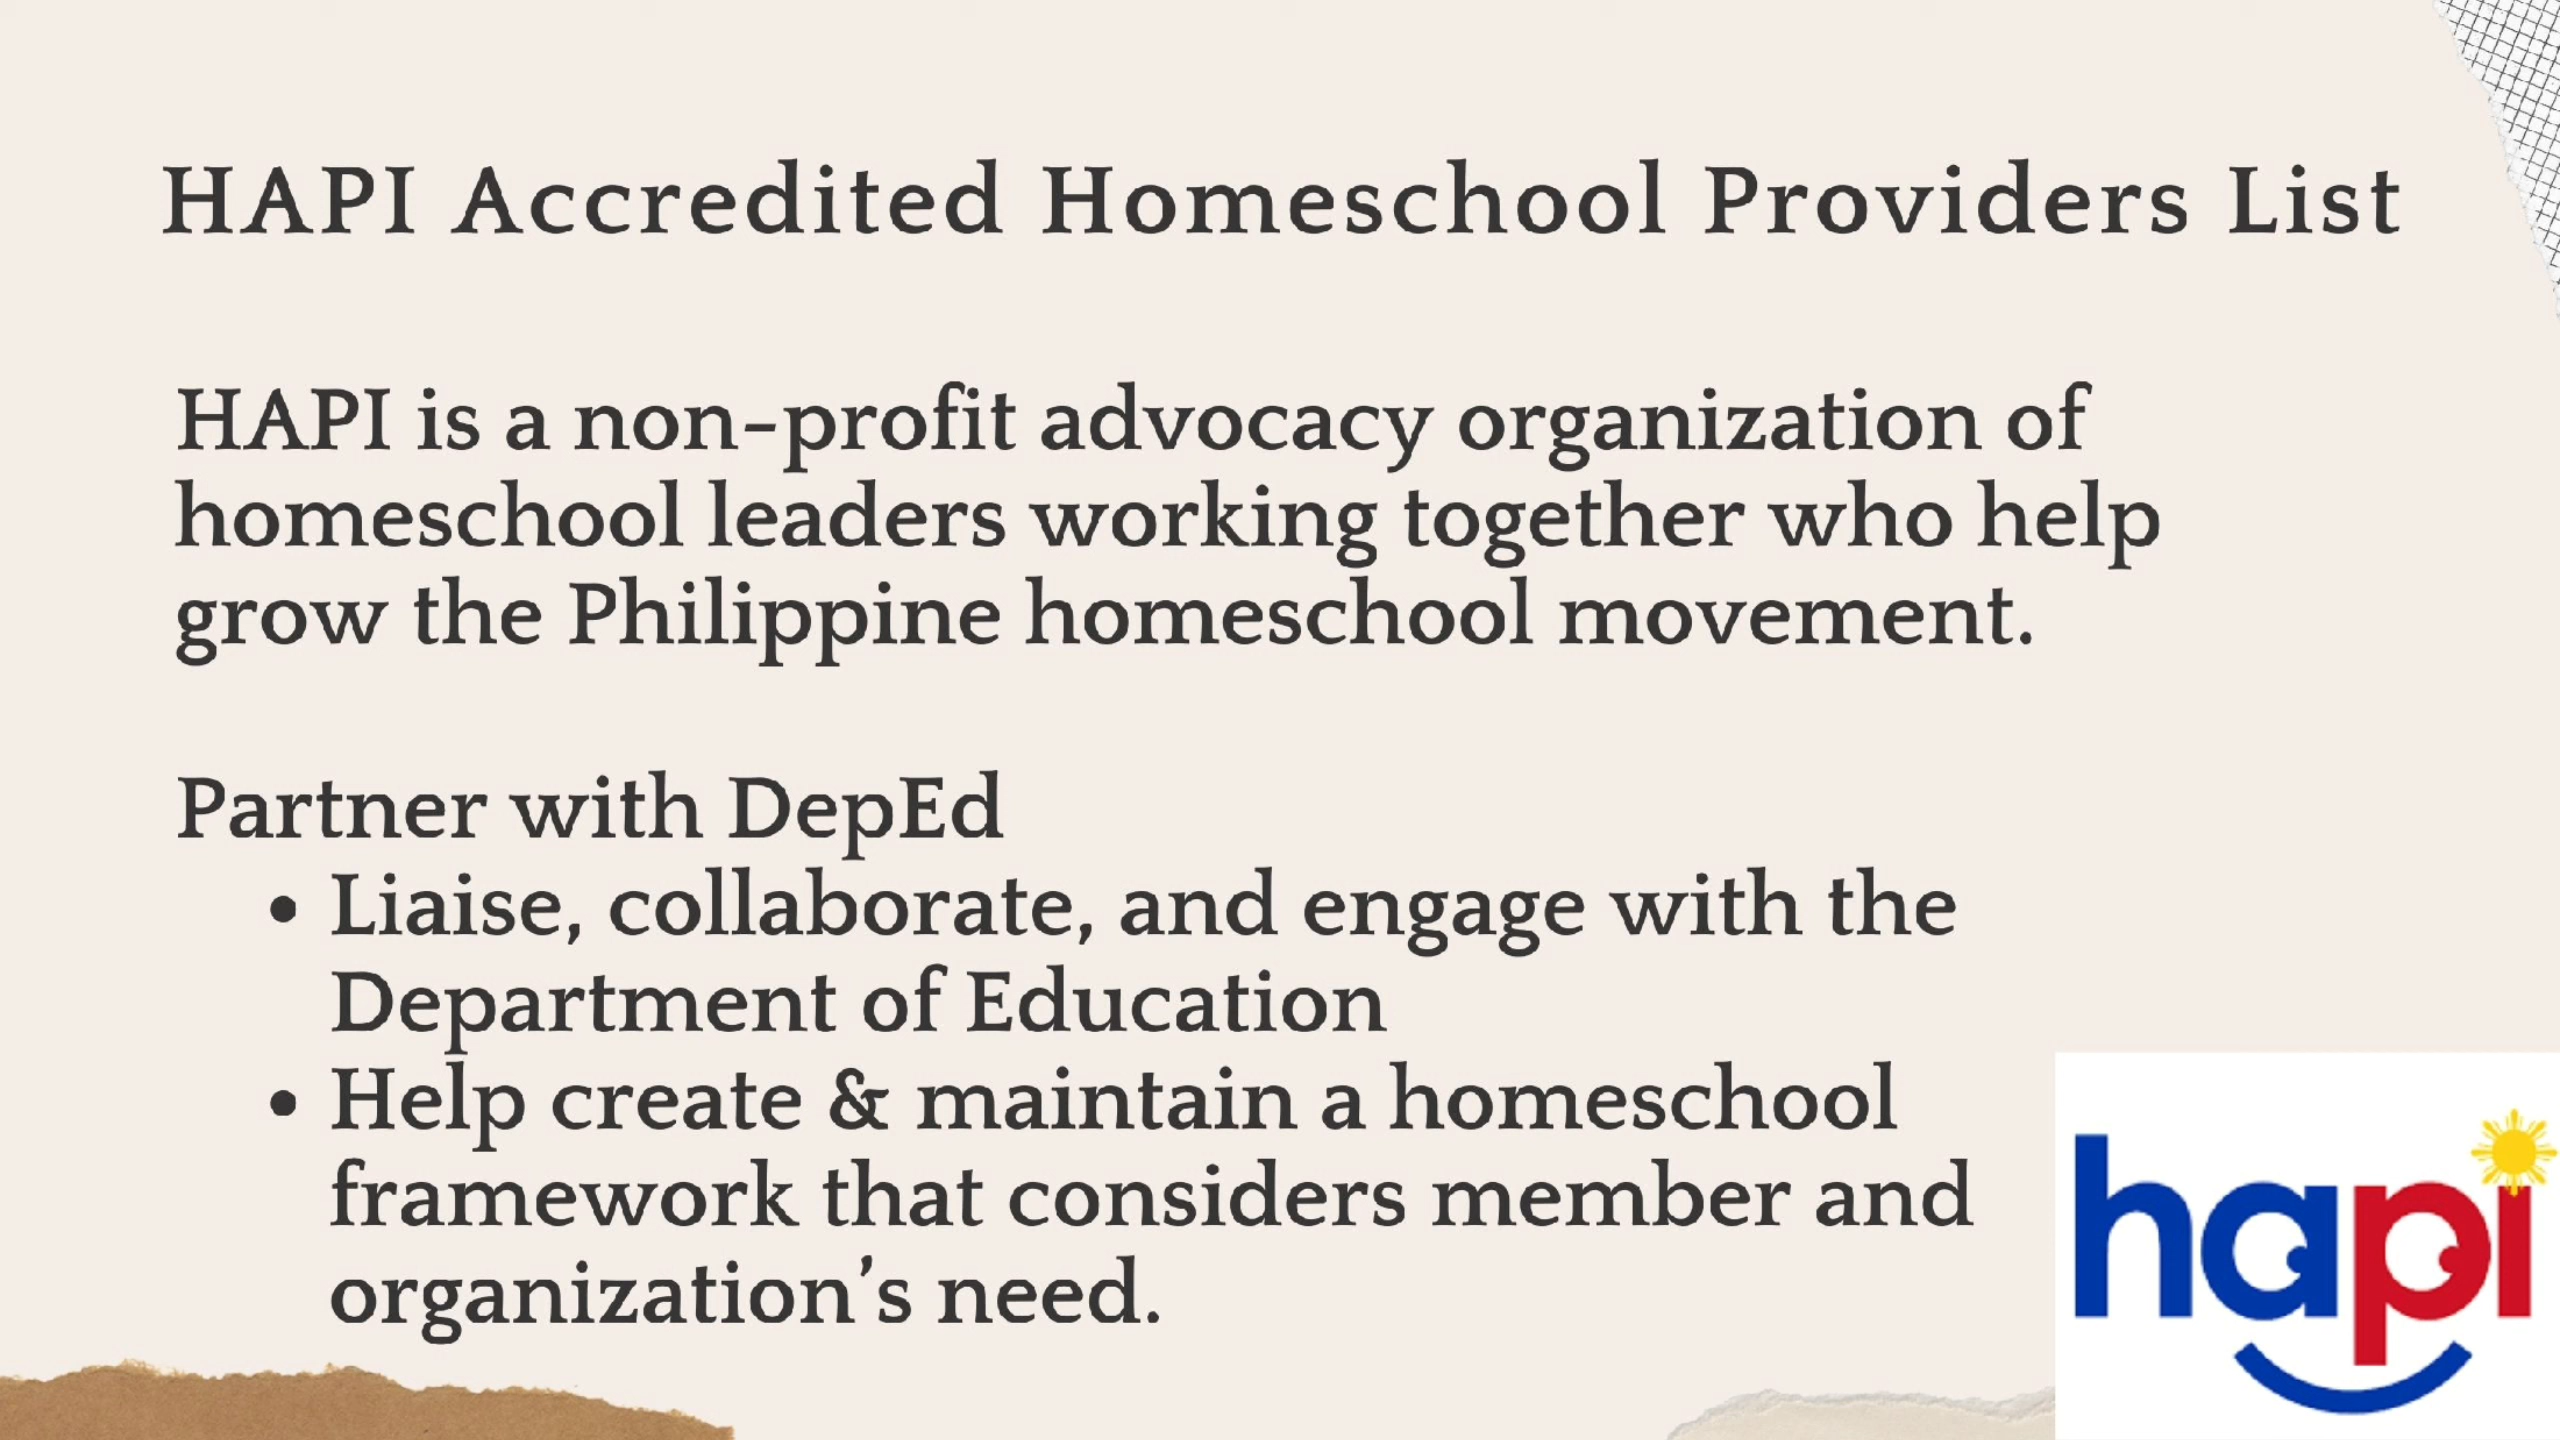 HAPI Accredited Homeschool Providers List
HAPI is a non-profit advocacy organization of
homeschool leaders working together who help
grow the Philippine homeschool movement.
Partner with DepEd
• Liaise, collaborate, and engage with the
Department of Education
• Help create & maintain a homeschool
framework that considers member and
organization’s need.
hapi